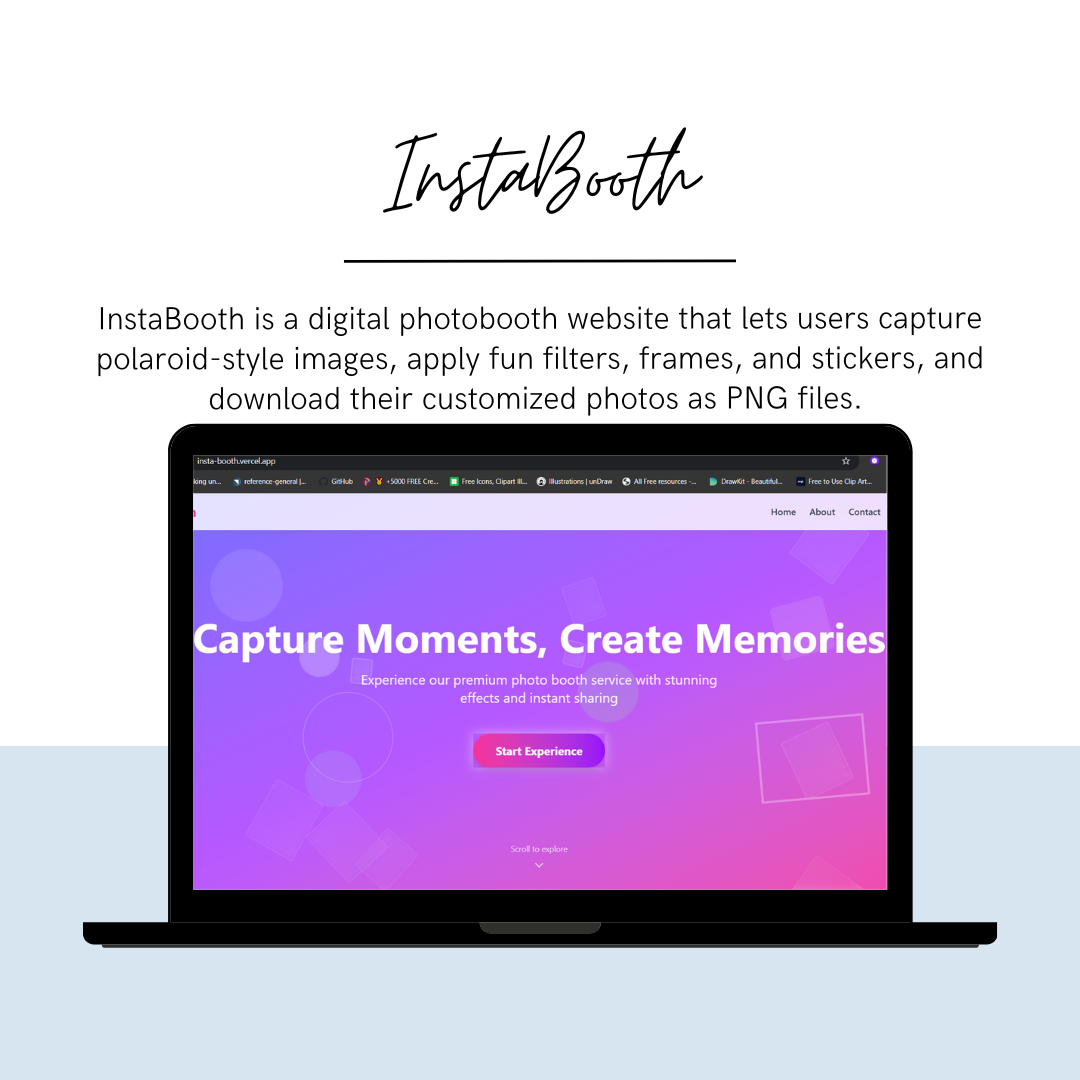 InstaBooth
InstaBooth is a digital photobooth website that lets users capture
polaroid-style images, apply fun filters, frames, and stickers, and
download their customized photos as PNG files.
insta-booth.vercel.app
king un... reference-general |... GitHub +5000 FREE Cre... Free Icons, Clipart Ill... Illustrations | unDraw All Free resources -... DrawKit - Beautiful... Free to Use Clip Art...
Home About Contact
Capture Moments, Create Memories
Experience our premium photo booth service with stunning
effects and instant sharing
Start Experience
Scroll to explore